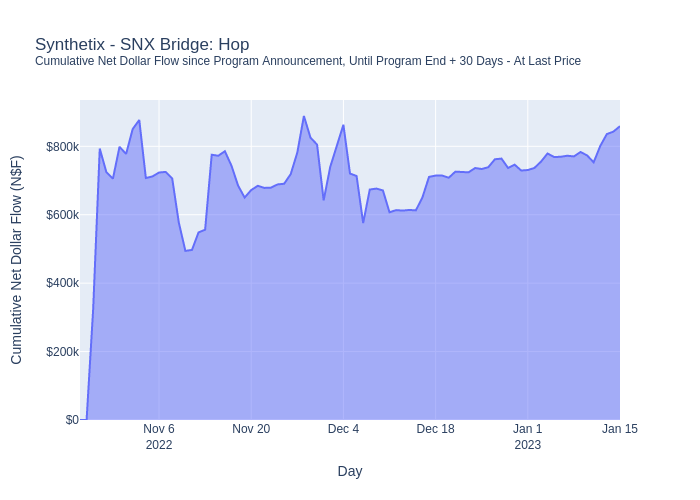 Synthetix - SNX Bridge: Hop
Cumulative Net Dollar Flow since Program Announcement, Until Program End + 30 Days - At Last Price
Cumulative Net Dollar Flow (N$F)
$800k
$600k
$400k
$200k
$0
Nov 6 Nov 20 Dec 4 Dec 18 Jan 1 Jan 15
2022 2023
Day